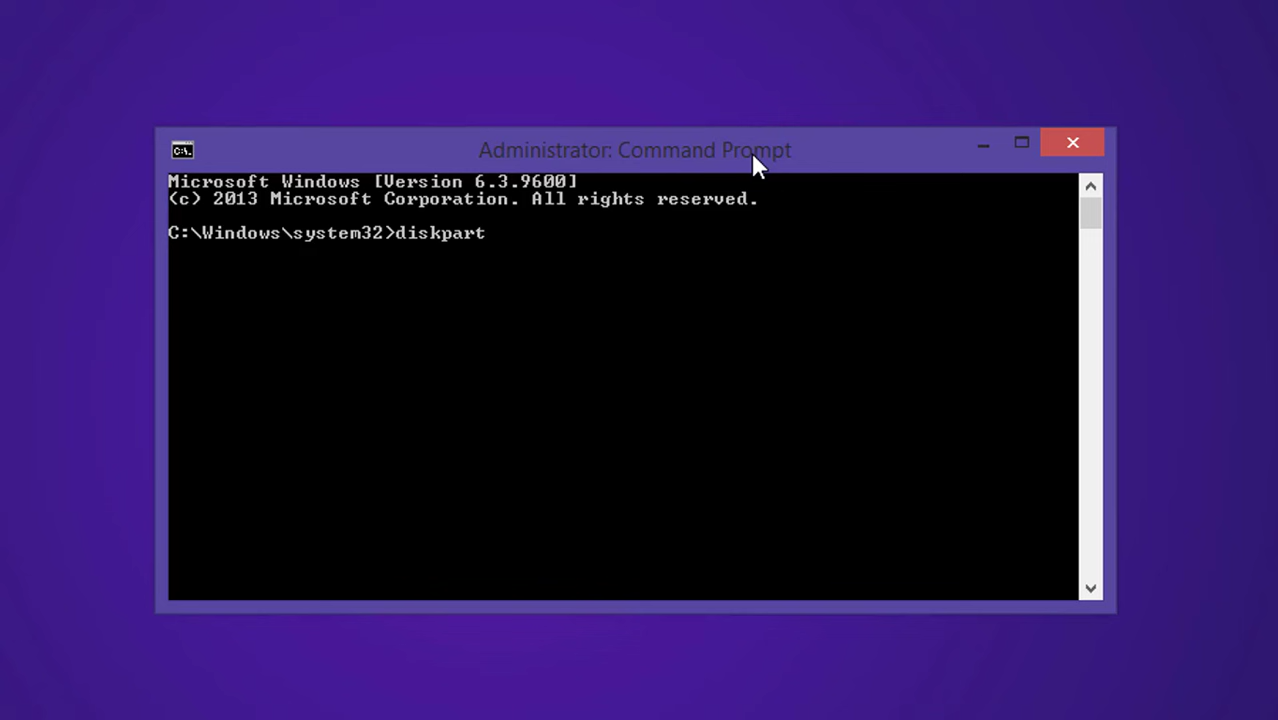 C:\.
Administrator: Command Prompt
Microsoft Windows [Version 6.3.9600]
(c) 2013 Microsoft Corporation. All rights reserved.
C:\Windows\system32>diskpart